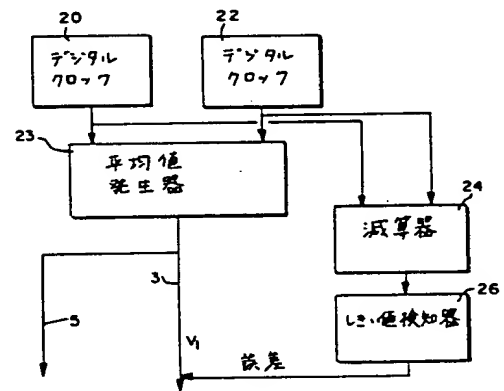 20
22
デジタル
クロック
デジタル
クロック
23
平均値
発生器
24
減算器
26
しきい値検知器
3
5
V1
誤差